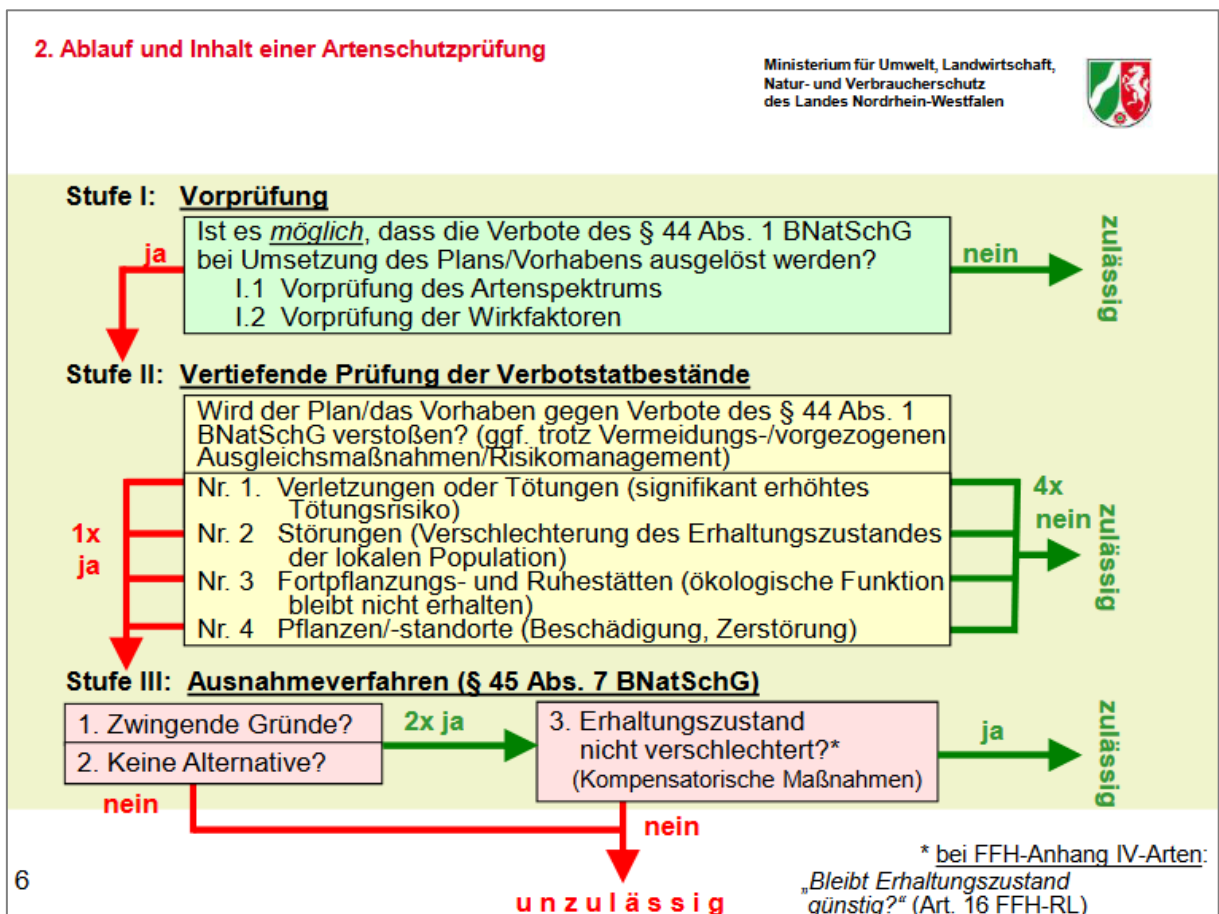 2. Ablauf und Inhalt einer Artenschutzprüfung
Ministerium für Umwelt, Landwirtschaft,
Natur- und Verbraucherschutz
des Landes Nordrhein-Westfalen
Stufe I: Vorprüfung
Ist es möglich, dass die Verbote des § 44 Abs. 1 BNatSchG
bei Umsetzung des Plans/Vorhabens ausgelöst werden?
I.1 Vorprüfung des Artenspektrums
I.2 Vorprüfung der Wirkfaktoren
ja
nein
zulässig
Stufe II: Vertiefende Prüfung der Verbotstatbestände
Wird der Plan/das Vorhaben gegen Verbote des § 44 Abs. 1
BNatSchG verstoßen? (ggf. trotz Vermeidungs-/vorgezogenen
Ausgleichsmaßnahmen/Risikomanagement)
Nr. 1. Verletzungen oder Tötungen (signifikant erhöhtes
Tötungsrisiko)
Nr. 2 Störungen (Verschlechterung des Erhaltungszustandes
der lokalen Population)
Nr. 3 Fortpflanzungs- und Ruhestätten (ökologische Funktion
bleibt nicht erhalten)
Nr. 4 Pflanzen/-standorte (Beschädigung, Zerstörung)
1x
ja
4x
nein
zulässig
Stufe III: Ausnahmeverfahren (§ 45 Abs. 7 BNatSchG)
1. Zwingende Gründe?
2. Keine Alternative?
2x ja
3. Erhaltungszustand
nicht verschlechtert?*
(Kompensatorische Maßnahmen)
ja
zulässig
nein
nein
unzulässig
* bei FFH-Anhang IV-Arten:
„Bleibt Erhaltungszustand
günstig?“ (Art. 16 FFH-RL)
6